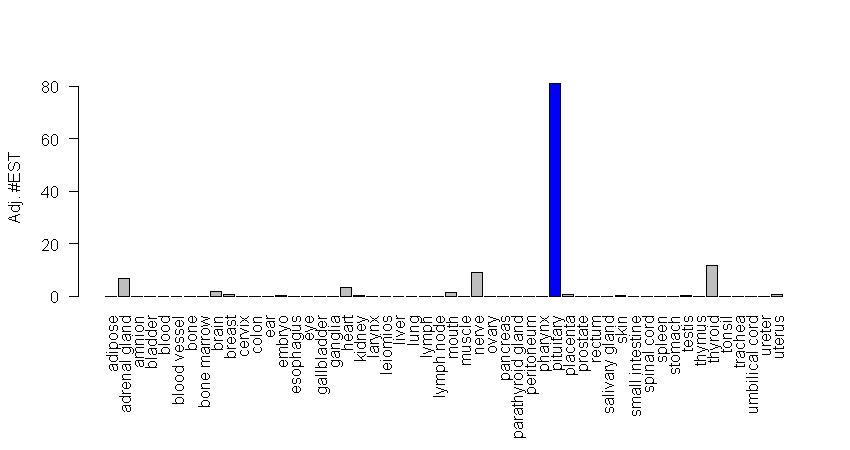 Adj. #EST
80
60
40
20
0
adipose
adrenal gland
amnion
bladder
blood
blood vessel
bone
bone marrow
brain
breast
cervix
colon
ear
embryo
esophagus
eye
gallbladder
ganglia
heart
kidney
larynx
leiomios
liver
lung
lymph
lymph node
mouth
muscle
nerve
ovary
pancreas
parathyroid gland
peritoneum
pharynx
pituitary
placenta
prostate
rectum
salivary gland
skin
small intestine
spinal cord
spleen
stomach
testis
thymus
thyroid
tonsil
trachea
umbilical cord
ureter
uterus